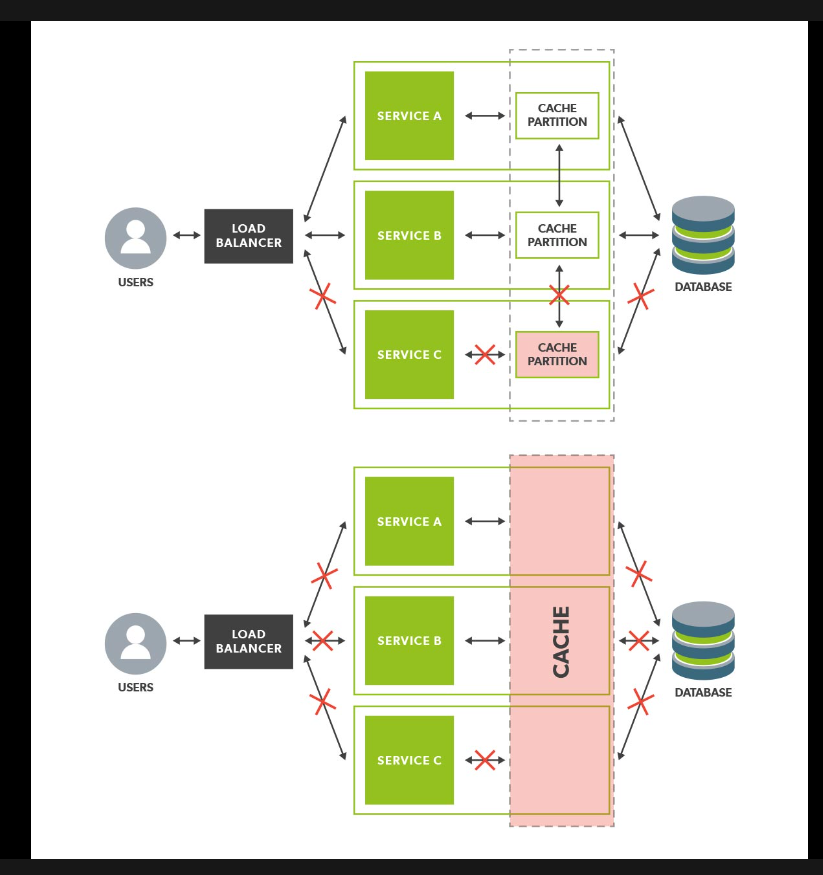 CACHE
PARTITION
SERVICE A
LOAD
BALANCER
SERVICE B
CACHE
PARTITION
USERS
DATABASE
SERVICE C
CACHE
PARTITION
SERVICE A
LOAD
BALANCER
SERVICE B
CACHE
USERS
DATABASE
SERVICE C